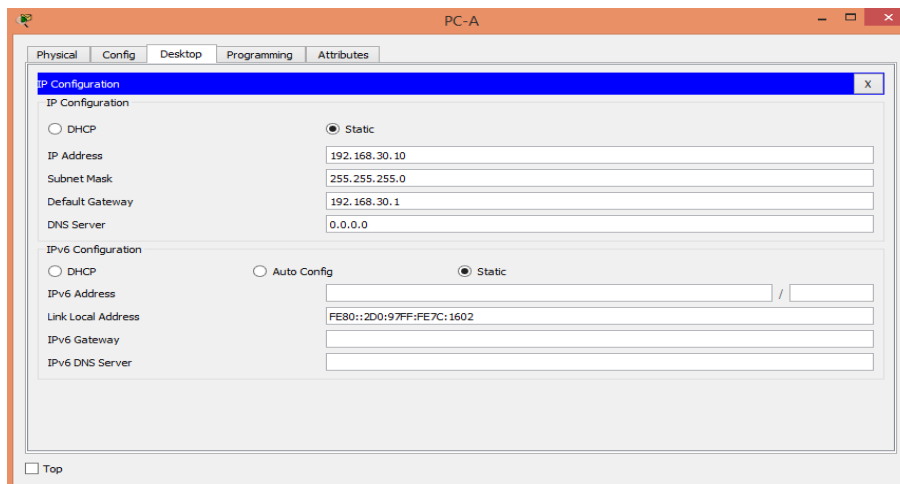 PC-A
Physical Config Desktop Programming Attributes
IP Configuration X
IP Configuration
DHCP Static
IP Address 192.168.30.10
Subnet Mask 255.255.255.0
Default Gateway 192.168.30.1
DNS Server 0.0.0.0
IPv6 Configuration
DHCP Auto Config Static
IPv6 Address /
Link Local Address FE80::2D0:97FF:FE7C:1602
IPv6 Gateway
IPv6 DNS Server
Top